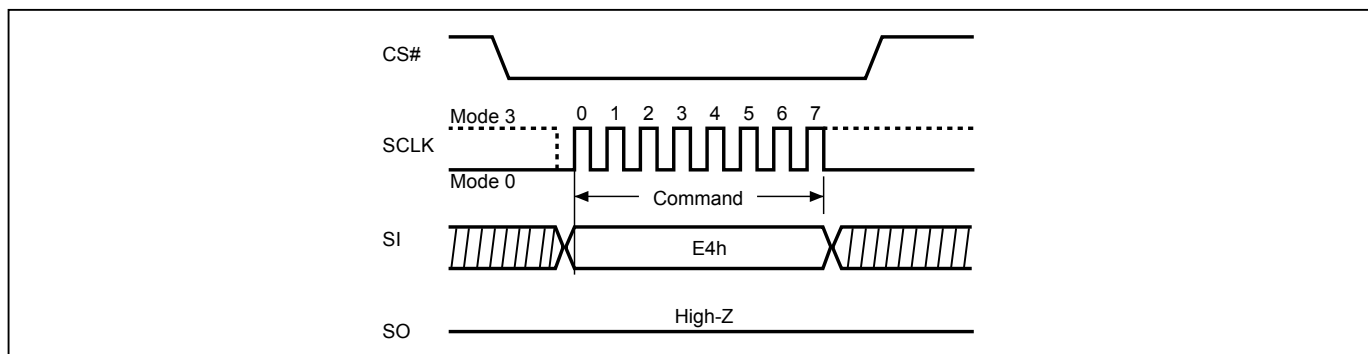 CS#
Mode 3
0 1 2 3 4 5 6 7
SCLK
Mode 0
Command
SI
E4h
High-Z
SO